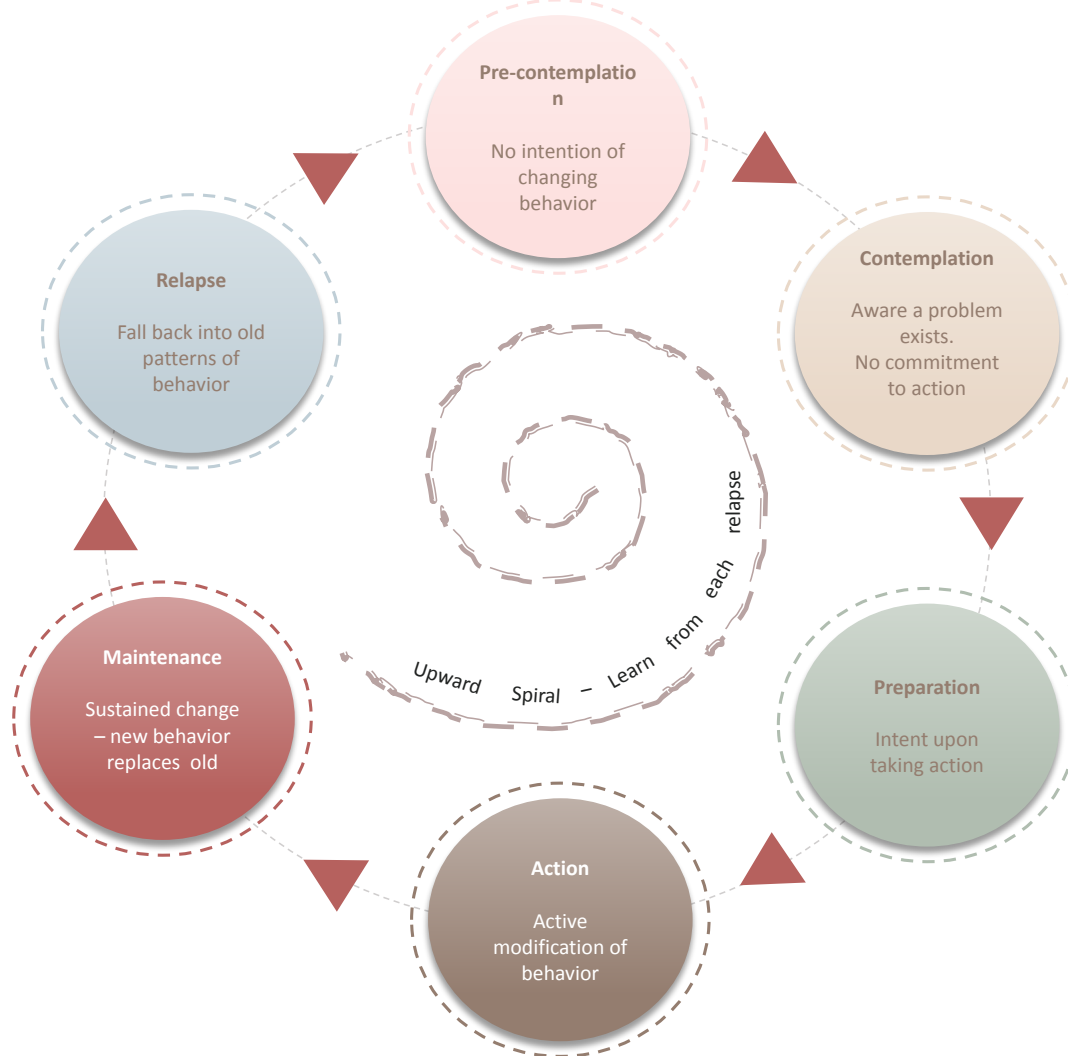 Pre-contemplatio
n
No intention of
changing
behavior
Contemplation
Aware a problem
exists.
No commitment
to action
Preparation
Intent upon
taking action
Action
Active
modification of
behavior
Maintenance
Sustained change
– new behavior
replaces old
Relapse
Fall back into old
patterns of
behavior
Upward Spiral – Learn from each relapse